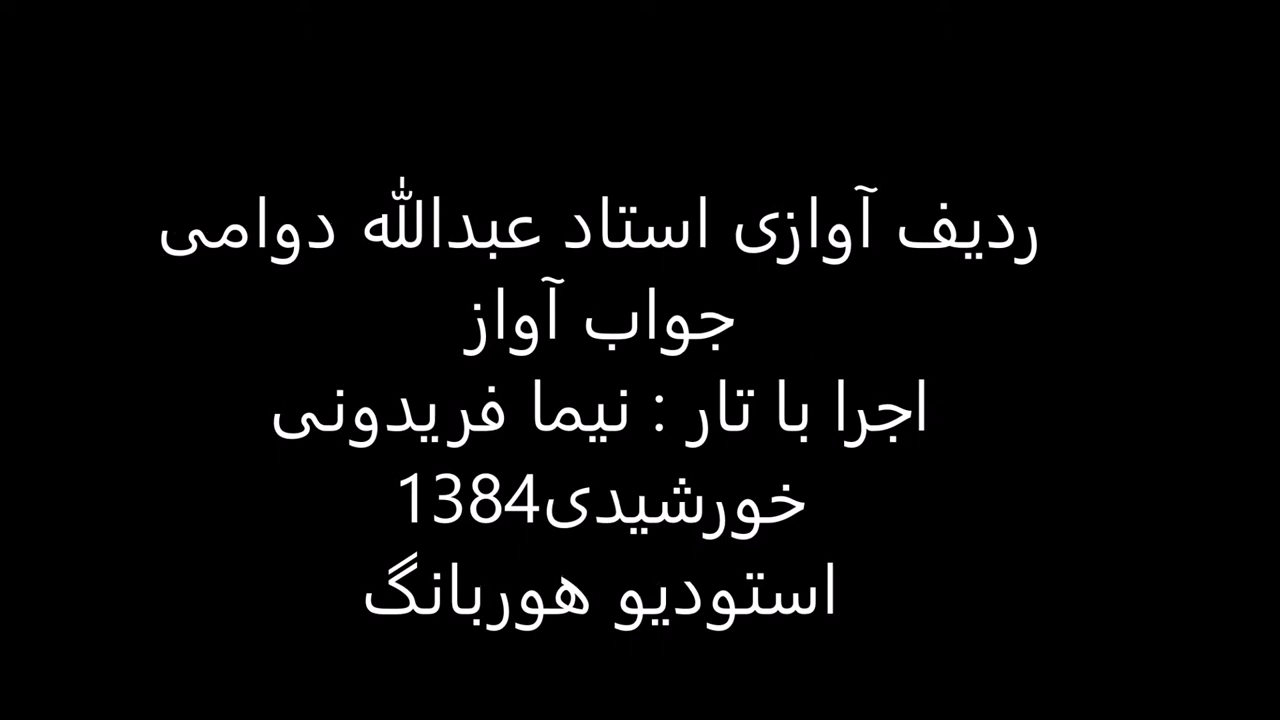 ردیف آوازی استاد عبدالله دوامی
جواب آواز
اجرا با تار : نیما فریدونی
خورشیدی1384
استودیو هوربانگ